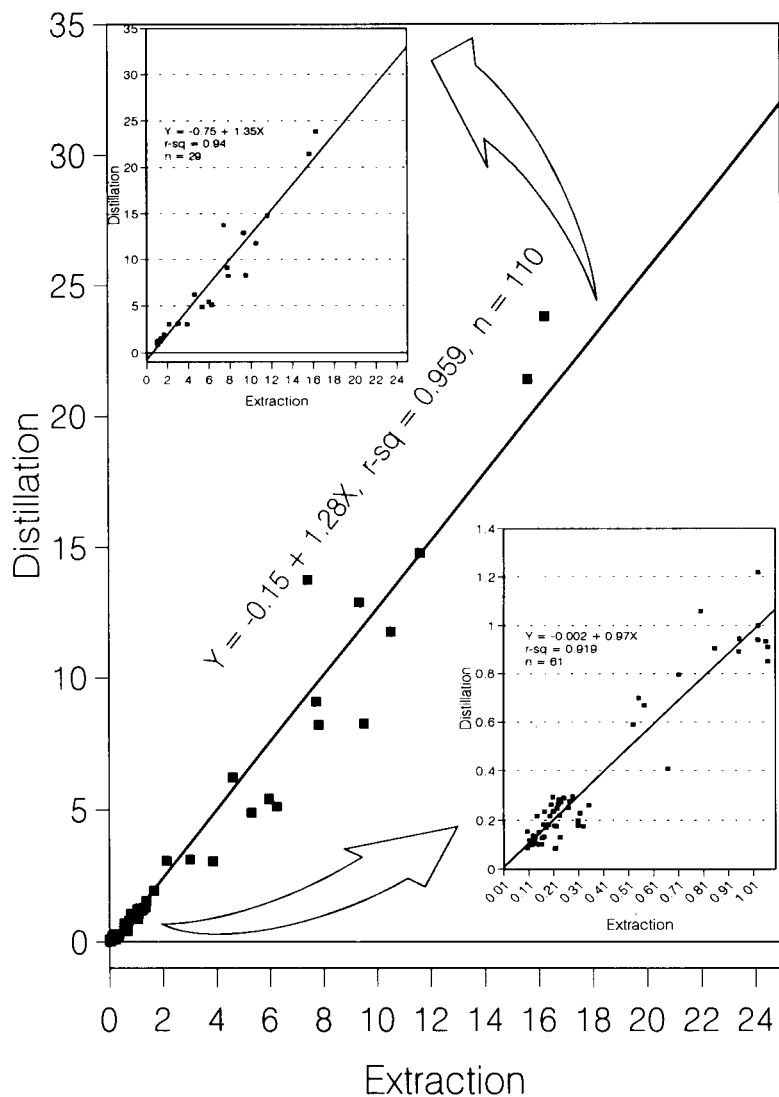 35
30
25
20
15
10
5
0
Distillation
0 2 4 6 8 10 12 14 16 18 20 22 24
Extraction
Y = -0.15 + 1.28X, r-sq = 0.959, n = 110
35
30
25
20
15
10
5
0
Distillation
Y = -0.75 + 1.35X
r-sq = 0.94
n = 29
0 2 4 6 8 10 12 14 16 18 20 22 24
Extraction
1.4
1.2
1
0.8
0.6
0.4
0.2
0
Distillation
Y = -0.002 + 0.97X
r-sq = 0.919
n = 61
0.01 0.11 0.21 0.31 0.41 0.51 0.61 0.71 0.81 0.91 1.01
Extraction